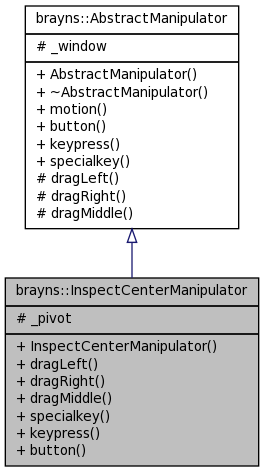 brayns::AbstractManipulator
# _window
+ AbstractManipulator()
+ ~AbstractManipulator()
+ motion()
+ button()
+ keypress()
+ specialkey()
# dragLeft()
# dragRight()
# dragMiddle()
brayns::InspectCenterManipulator
# _pivot
+ InspectCenterManipulator()
+ dragLeft()
+ dragRight()
+ dragMiddle()
+ specialkey()
+ keypress()
+ button()